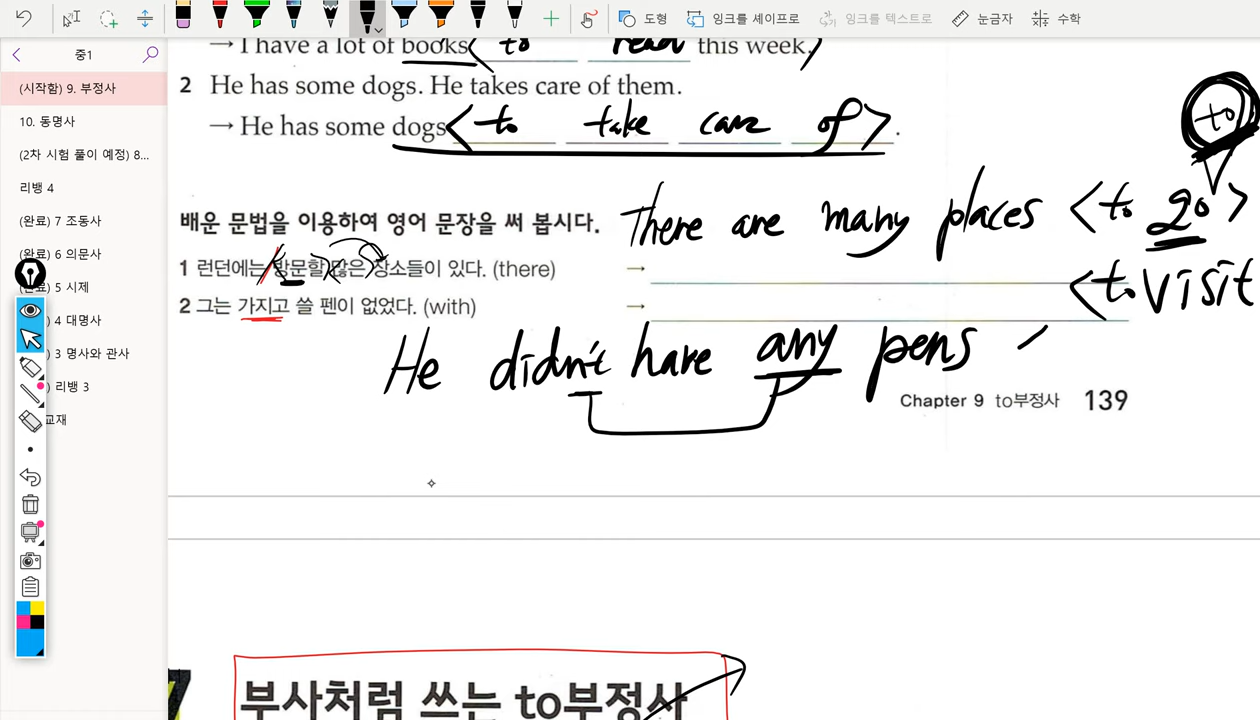 도형 잉크를 셰이프로 잉크를 텍스트로 눈금자 수학
중1
(시작함) 9. 부정사
10. 동명사
(2차 시험 풀이 예정) 8...
리뱅 4
(완료) 7 조동사
(완료) 6 의문사
5 시제
) 4 대명사
) 3 명사와 관사
) 리뱅 3
교재
→ I have a lot of books <to read this week.>
2 He has some dogs. He takes care of them.
→ He has some dogs <to take care of>.
to
배운 문법을 이용하여 영어 문장을 써 봅시다.
There are many places <to go>
1 런던에는 방문할 많은 장소들이 있다. (there) →
<to visit
2 그는 가지고 쓸 펜이 없었다. (with) →
He didn't have any pens
Chapter 9 to부정사 139
부사처럼 쓰는 to부정사